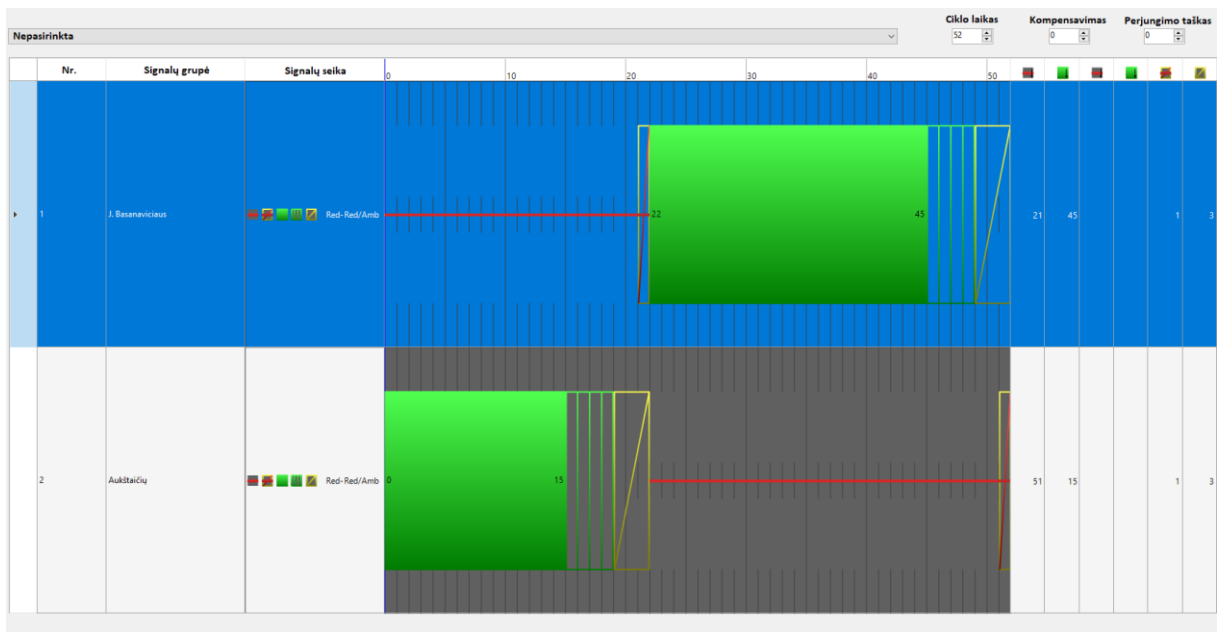 Ciklo laikas Kompensavimas Perjungimo taškas
Nepasirinkta 52 0 0
Nr. Signalų grupė Signalų seika 0 10 20 30 40 50
1 J. Basanaviciaus Red-Red/Amb 22 45 21 45 1 3
2 Aukštaičių Red-Red/Amb 0 15 51 15 1 3